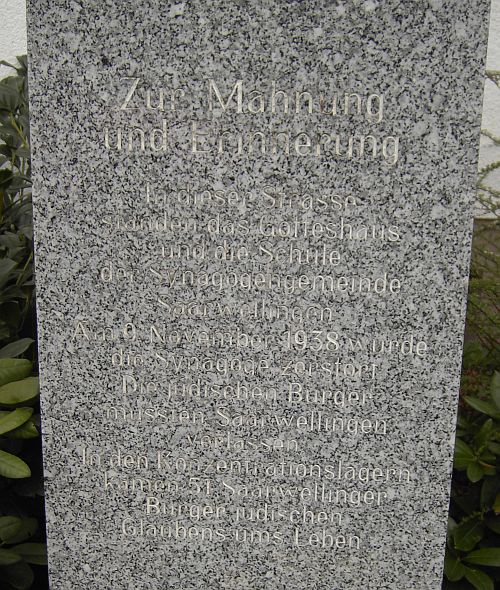 Zur Mahnung
und Erinnerung
In dieser Strasse
standen das Gotteshaus
und die Schule
der Synagogengemeinde
Saarwellingen
Am 9. November 1938 wurde
die Synagoge zerstört
Die jüdischen Bürger
mussten Saarwellingen
verlassen
In den Konzentrationslagern
kamen 51 Saarwellinger
Bürger jüdischen
Glaubens ums Leben